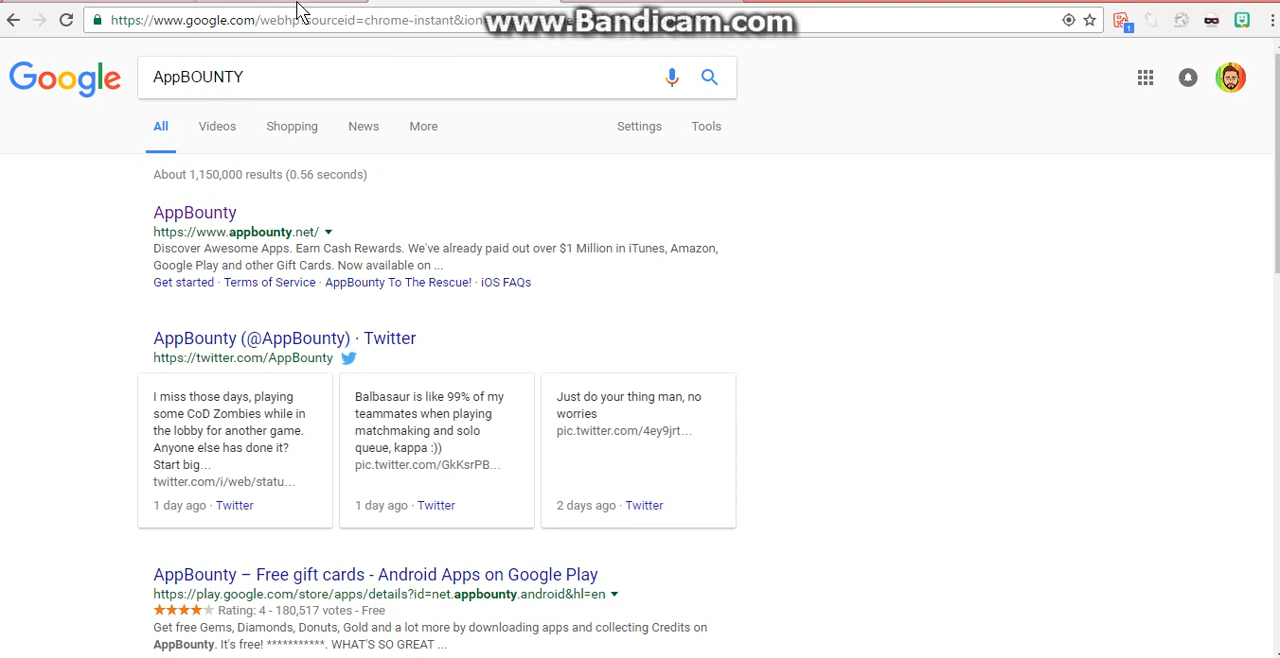 https://www.google.com/webhp?sourceid=chrome-instant&ion=
www.Bandicam.com
1
Google
AppBOUNTY
All Videos Shopping News More Settings Tools
About 1,150,000 results (0.56 seconds)
AppBounty
https://www.appbounty.net/
Discover Awesome Apps. Earn Cash Rewards. We've already paid out over $1 Million in iTunes, Amazon,
Google Play and other Gift Cards. Now available on ...
Get started · Terms of Service · AppBounty To The Rescue! · iOS FAQs
AppBounty (@AppBounty) · Twitter
https://twitter.com/AppBounty
I miss those days, playing
some CoD Zombies while in
the lobby for another game.
Anyone else has done it?
Start big...
twitter.com/i/web/statu...
1 day ago · Twitter
Balbasaur is like 99% of my
teammates when playing
matchmaking and solo
queue, kappa :))
pic.twitter.com/GkKsrPB...
1 day ago · Twitter
Just do your thing man, no
worries
pic.twitter.com/4ey9jrt...
2 days ago · Twitter
AppBounty – Free gift cards - Android Apps on Google Play
https://play.google.com/store/apps/details?id=net.appbounty.android&hl=en
Rating: 4 - 180,517 votes - Free
Get free Gems, Diamonds, Donuts, Gold and a lot more by downloading apps and collecting Credits on
AppBounty. It's free! ***********. WHAT'S SO GREAT ...